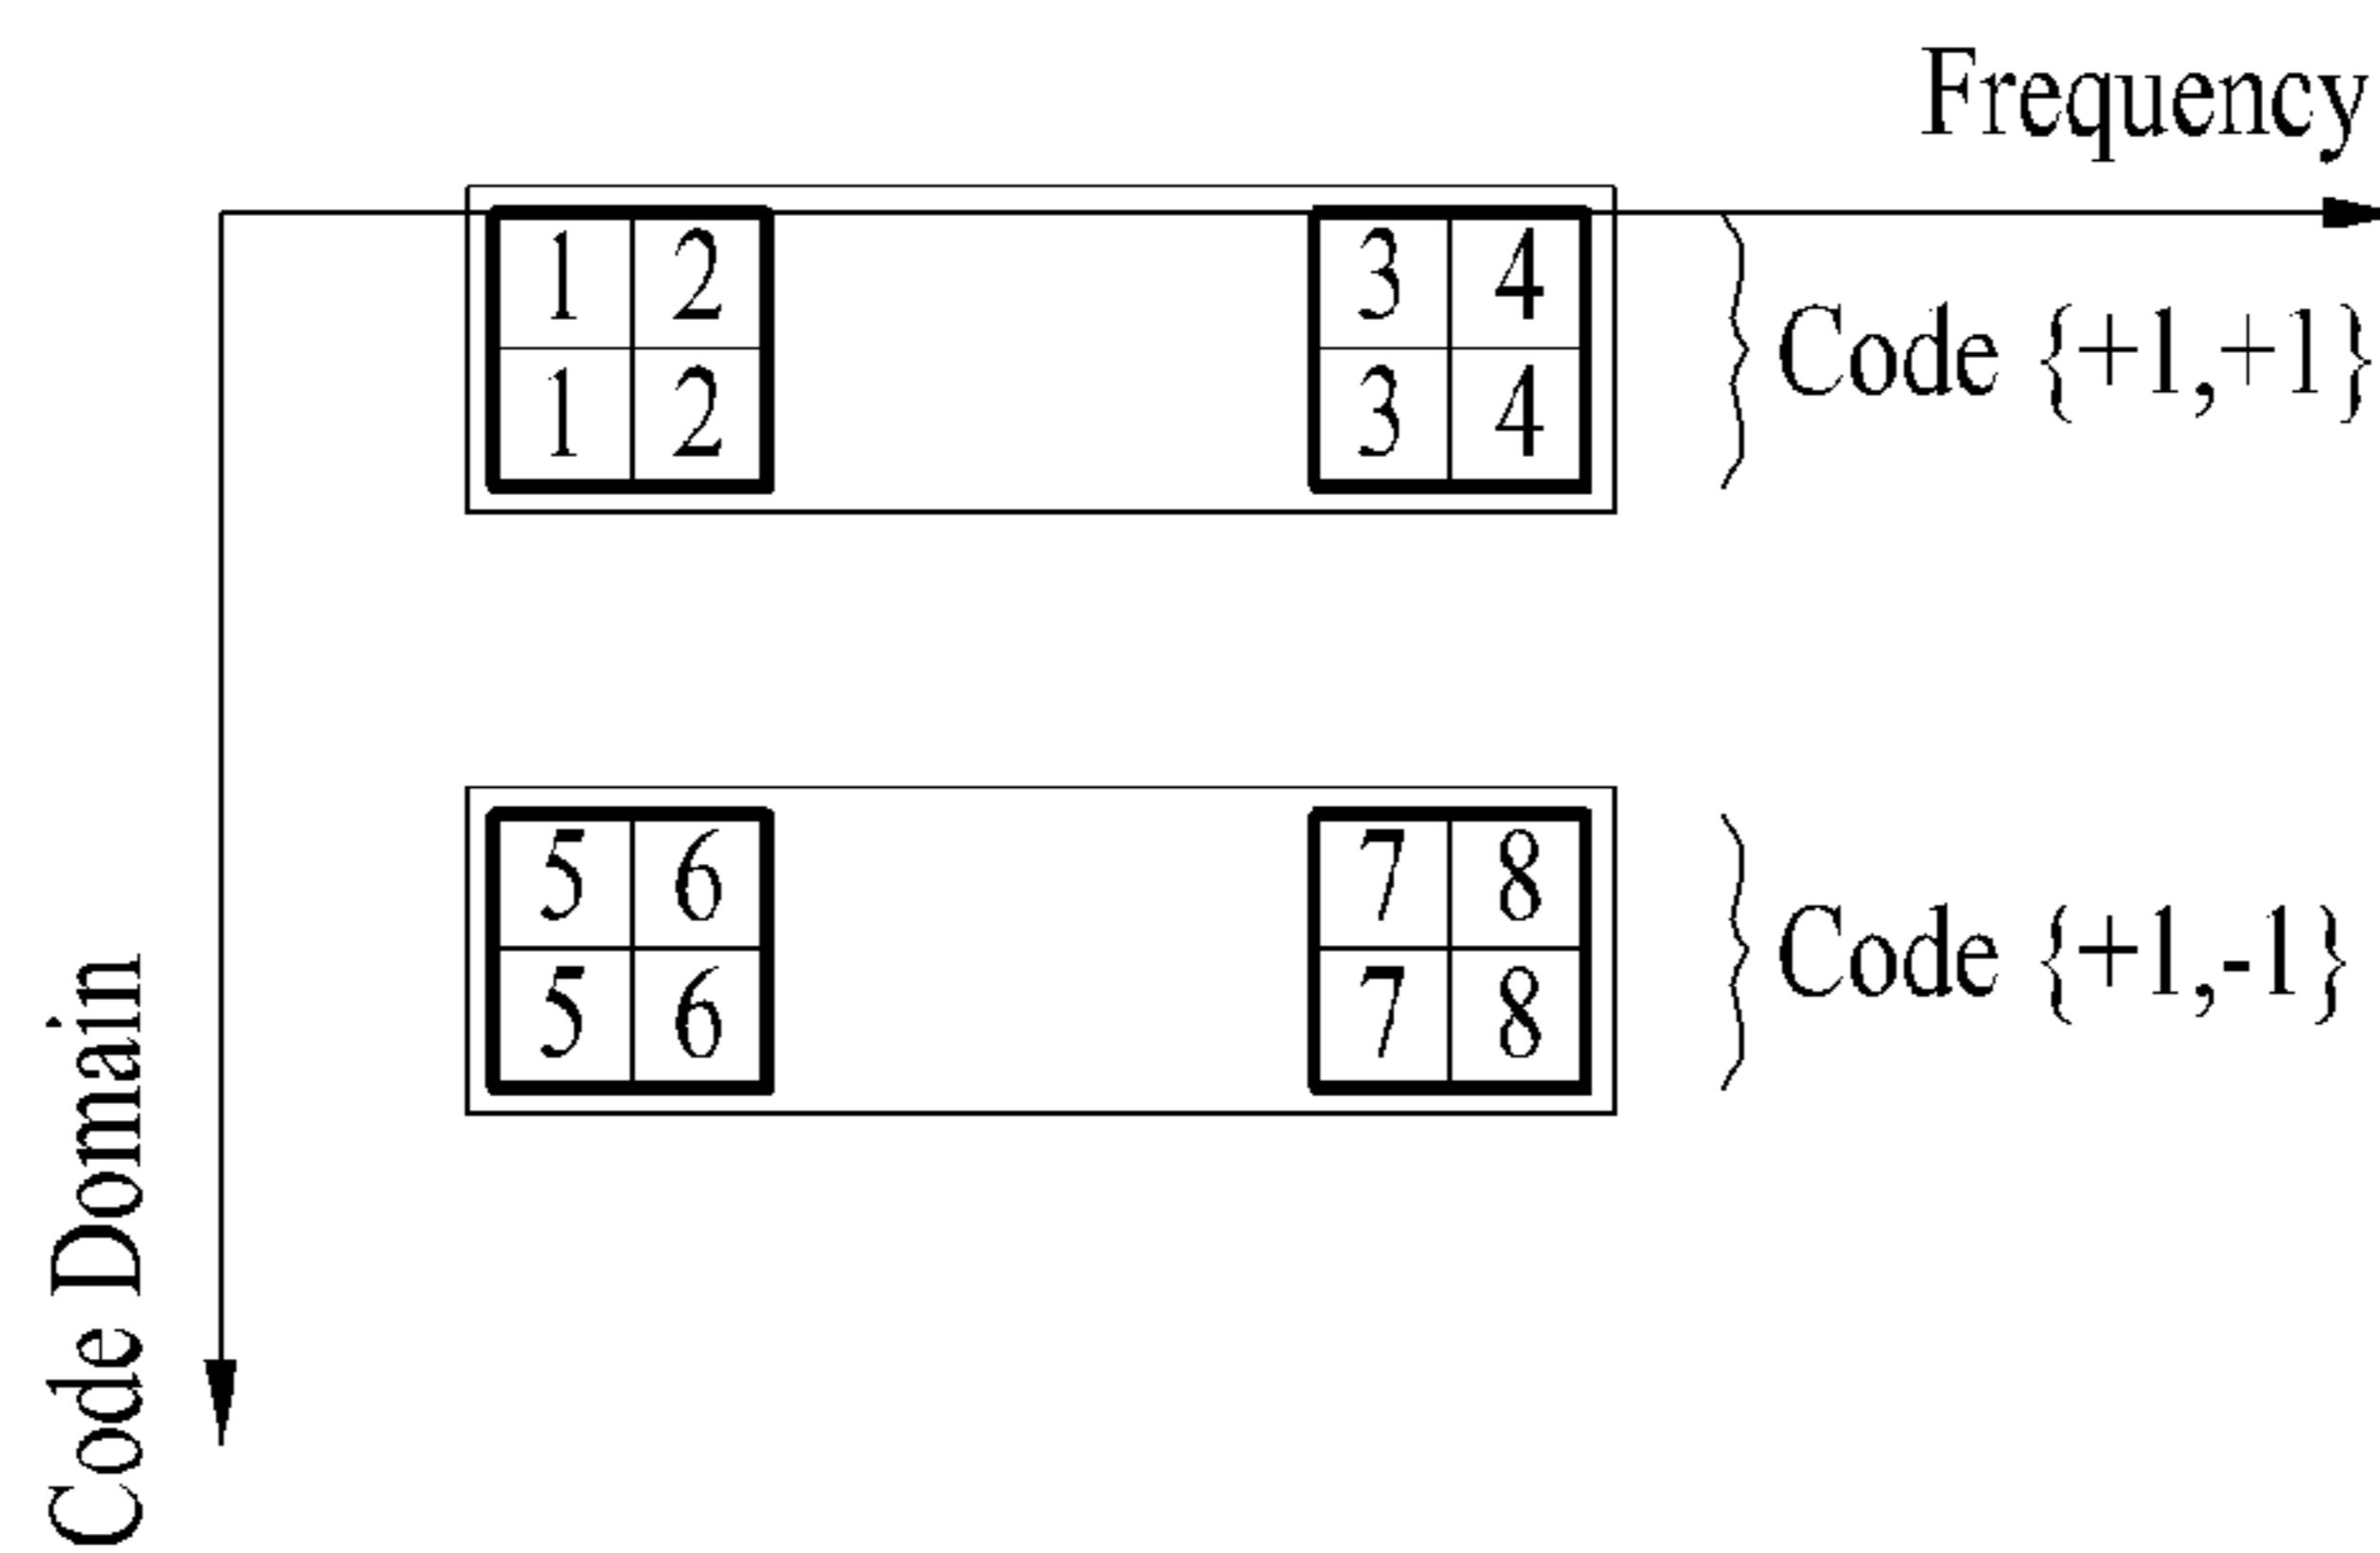 Frequency
1 2 3 4
1 2 3 4
Code {+1,+1}
5 6 7 8
5 6 7 8
Code {+1,-1}
Code Domain